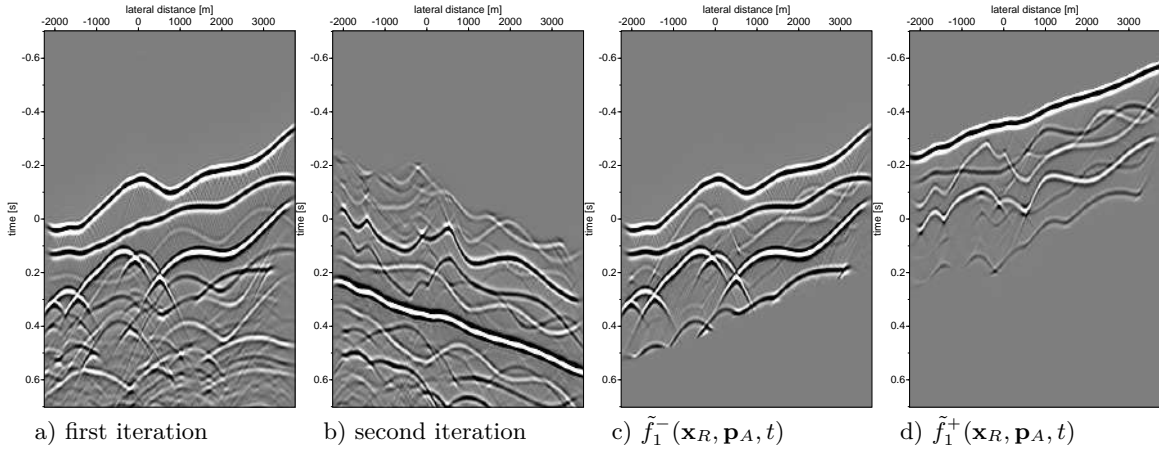 lateral distance [m]
-2000 -1000 0 1000 2000 3000
time [s]
-0.6
-0.4
-0.2
0
0.2
0.4
0.6
a) first iteration
lateral distance [m]
-2000 -1000 0 1000 2000 3000
time [s]
-0.6
-0.4
-0.2
0
0.2
0.4
0.6
b) second iteration
lateral distance [m]
-2000 -1000 0 1000 2000 3000
time [s]
-0.6
-0.4
-0.2
0
0.2
0.4
0.6
c) f̃₁⁻(x_R, p_A, t)
lateral distance [m]
-2000 -1000 0 1000 2000 3000
time [s]
-0.6
-0.4
-0.2
0
0.2
0.4
0.6
d) f̃₁⁺(x_R, p_A, t)